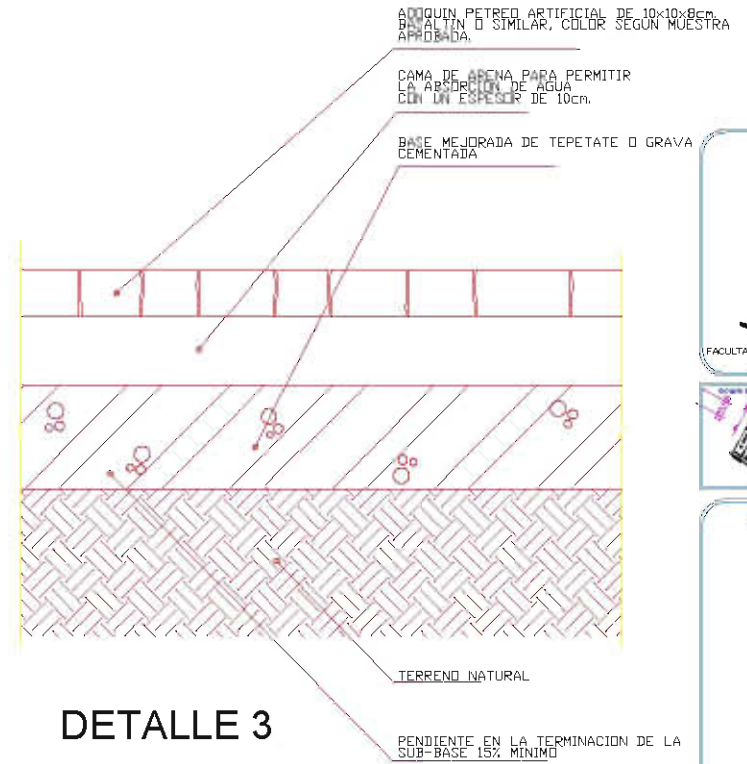 ADOQUIN PETREO ARTIFICIAL DE 10x10x8cm.
BASALTIN O SIMILAR, COLOR SEGUN MUESTRA
APROBADA.
CAMA DE ARENA PARA PERMITIR
LA ABSORCION DE AGUA
CON UN ESPESOR DE 10cm.
BASE MEJORADA DE TEPETATE O GRAVA
CEMENTADA
FACULTA
TERRENO NATURAL
DETALLE 3
PENDIENTE EN LA TERMINACION DE LA
SUB-BASE 15% MINIMO